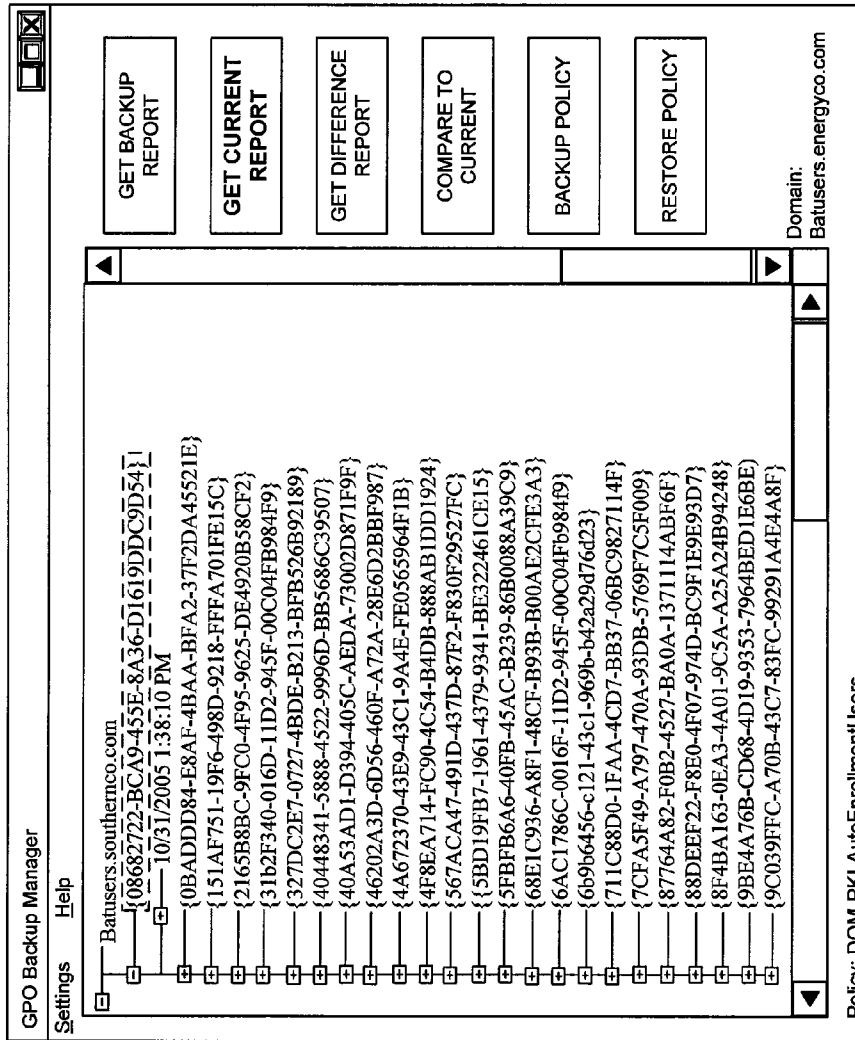 GPO Backup Manager
Settings Help
Batusers.southernco.com
{08682722-BCA9-455E-8A36-D1619DDC9D54}
10/31/2005 1:38:10 PM
{0BADDD84-E8AF-4BAA-BFA2-37F2DA45521E}
{151AF751-19F6-498D-9218-FFFA701FE15C}
{2165B8BC-9FC0-4F95-9625-DE4920B58CF2}
{31b2F340-016D-11D2-945F-00C04FB984F9}
{327DC2E7-0727-4BDE-B213-BFB526B92189}
{40448341-5888-4522-9996D-BB5686C39507}
{40A53AD1-D394-405C-AEDA-73002D871F9F}
{46202A3D-6D56-460F-A72A-28E6D2BBF987}
{4A672370-43E9-43C1-9A4E-FE0565964F1B}
{4F8EA714-FC90-4C54-B4DB-888AB1DD1924}
{567ACA47-491D-437D-87F2-F830F29527FC}
{{5BD19FB7-1961-4379-9341-BE322461CE15}
{5FBFB6A6-40FB-45AC-B239-86B0088A39C9}
{68E1C936-A8F1-48CF-B93B-B00AE2CFE3A3}
{6AC1786C-0016F-11D2-945F-00C04Fb984f9}
{6b9b6456-c121-43c1-969b-b42a29d76d23}
{711C88D0-1FAA-4CD7-BB37-06BC9827114F}
{7CFA5F49-A797-470A-93DB-5769F7C5F009}
{87764A82-F0B2-4527-BA0A-1371114ABF6F}
{88DEEF22-F8E0-4F07-974D-BC9F1E9E93D7}
{8F4BA163-0EA3-4A01-9C5A-A25A24B94248}
{9BE4A76B-CD68-4D19-9353-7964BED1E6BE)
{9C039FFC-A70B-43C7-83FC-99291A4E4A8F}
GET BACKUP
REPORT
GET CURRENT
REPORT
GET DIFFERENCE
REPORT
COMPARE TO
CURRENT
BACKUP POLICY
RESTORE POLICY
Domain:
Batusers.energyco.com
Policy: DOM-PKI-AutoEnrollmentUsers